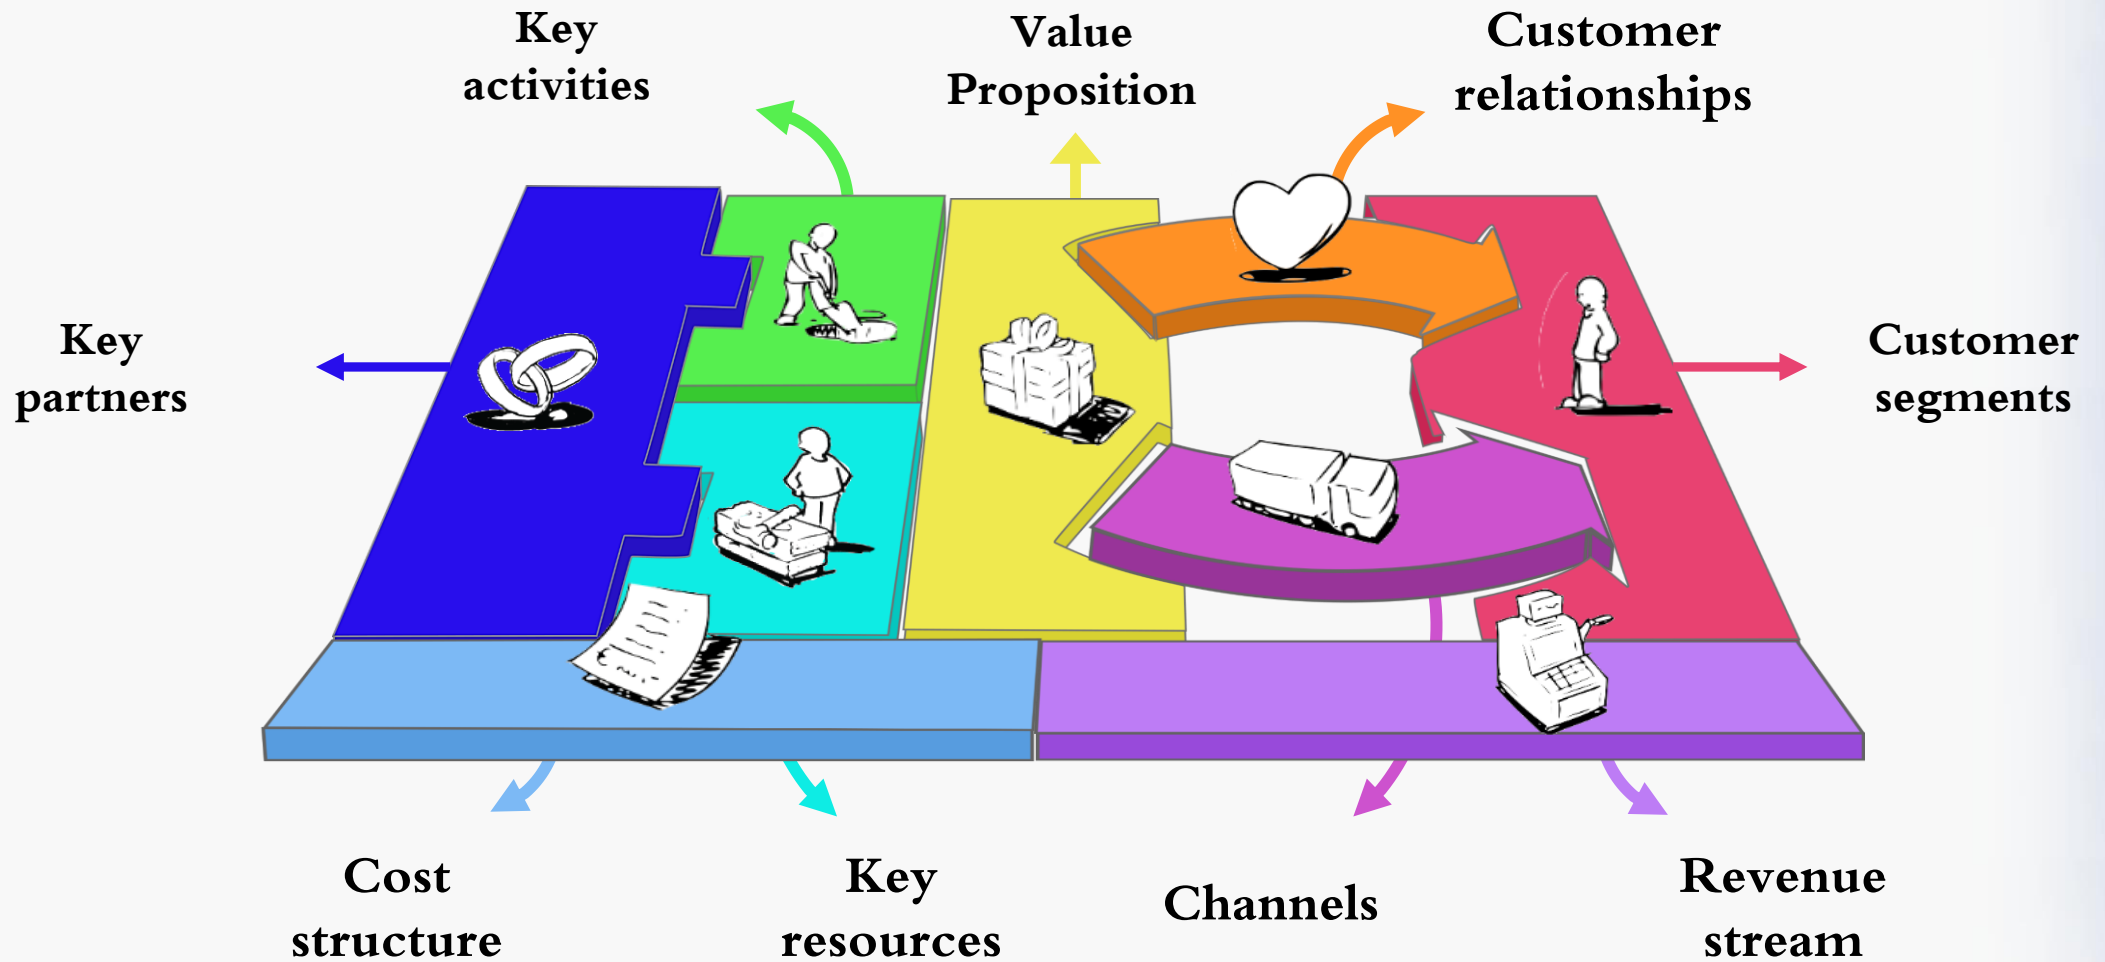 Key
activities
Value
Proposition
Customer
relationships
Key
partners
Customer
segments
Cost
structure
Key
resources
Channels
Revenue
stream